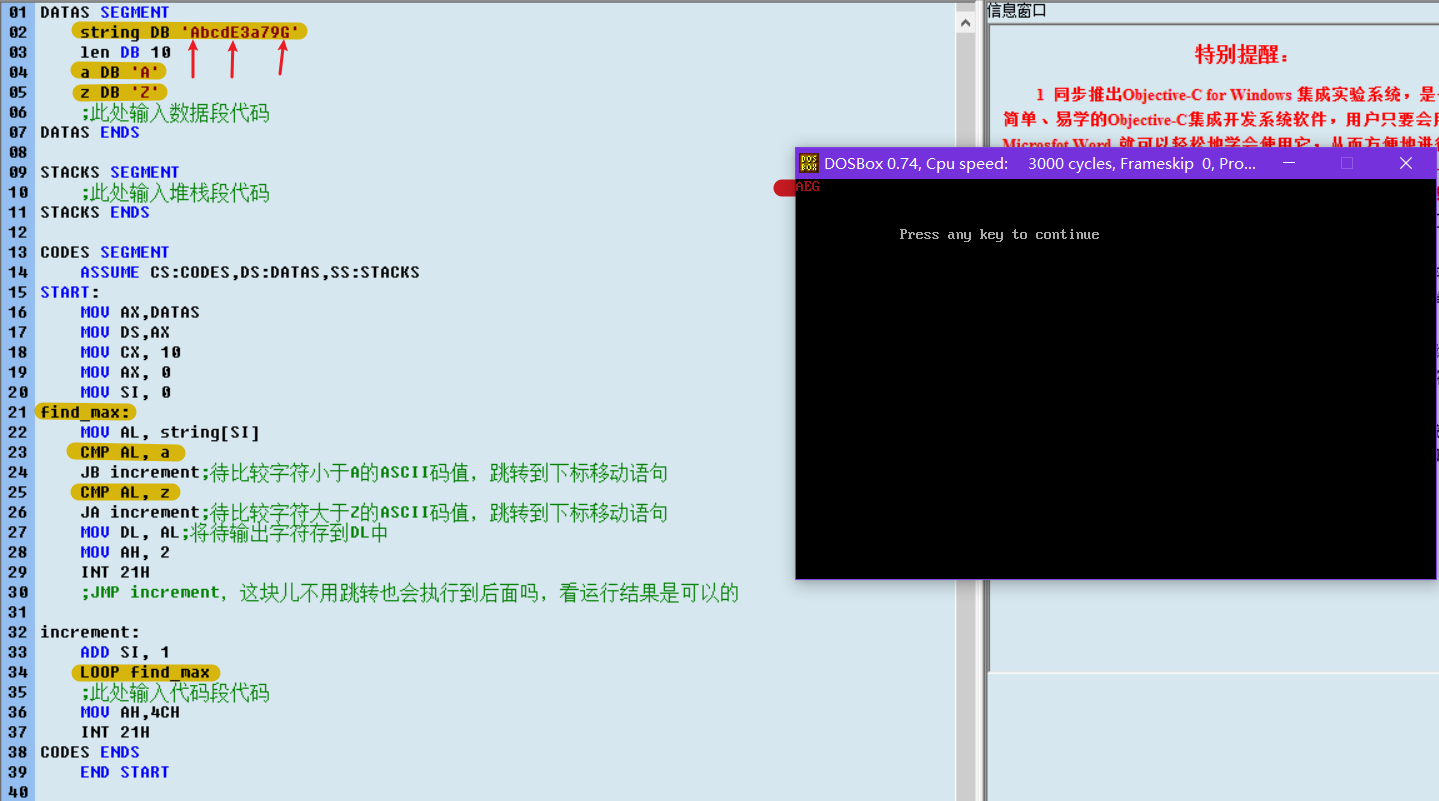 01 DATAS SEGMENT
02 string DB 'AbcdE3a79G'
03 len DB 10
04 a DB 'A'
05 z DB 'Z'
06 ;此处输入数据段代码
07 DATAS ENDS
08
09 STACKS SEGMENT
10 ;此处输入堆栈段代码
11 STACKS ENDS
12
13 CODES SEGMENT
14 ASSUME CS:CODES,DS:DATAS,SS:STACKS
15 START:
16 MOV AX,DATAS
17 MOV DS,AX
18 MOV CX, 10
19 MOV AX, 0
20 MOV SI, 0
21 find_max:
22 MOV AL, string[SI]
23 CMP AL, a
24 JB increment;待比较字符小于A的ASCII码值，跳转到下标移动语句
25 CMP AL, z
26 JA increment;待比较字符大于Z的ASCII码值，跳转到下标移动语句
27 MOV DL, AL;将待输出字符存到DL中
28 MOV AH, 2
29 INT 21H
30 ;JMP increment，这块儿不用跳转也会执行到后面吗，看运行结果是可以的
31
32 increment:
33 ADD SI, 1
34 LOOP find_max
35 ;此处输入代码段代码
36 MOV AH,4CH
37 INT 21H
38 CODES ENDS
39 END START
40
信息窗口
特别提醒：
1 同步推出Objective-C for Windows 集成实验系统，是
简单、易学的Objective-C集成开发系统软件，用户只要会
Microsfot Word 就可以轻松地学会使用它，从而方便地进行
DOSBox 0.74, Cpu speed: 3000 cycles, Frameskip 0, Pro...
AEG
Press any key to continue